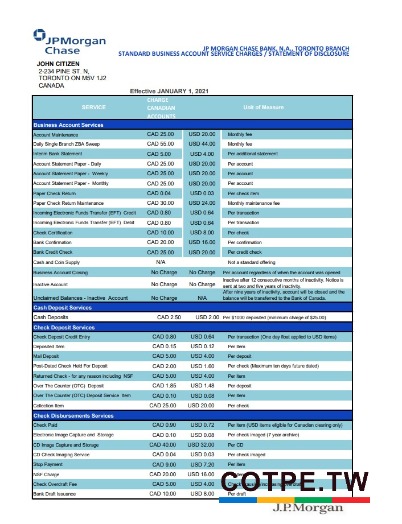 JPMorgan
Chase
JP MORGAN CHASE BANK, N.A., TORONTO BRANCH
STANDARD BUSINESS ACCOUNT SERVICE CHARGES / STATEMENT OF DISCLOSURE
JOHN CITIZEN
2-234 PINE ST. N,
TORONTO ON M5V 1J2
CANADA
Effective JANUARY 1, 2021
SERVICE CHARGE CANADIAN ACCOUNTS Unit of Measure
Business Account Services
Account Maintenance CAD 25.00 USD 20.00 Monthly fee
Daily Single Branch ZBA Sweep CAD 55.00 USD 44.00 Monthly fee
Interim Bank Statement CAD 5.00 USD 4.00 Per additional statement
Account Statement Paper - Daily CAD 25.00 USD 20.00 Per account
Account Statement Paper - Weekly CAD 25.00 USD 20.00 Per account
Account Statement Paper - Monthly CAD 25.00 USD 20.00 Per account
Paper Check Return CAD 0.04 USD 0.03 Per check item
Paper Check Return Maintenance CAD 30.00 USD 24.00 Monthly maintenance fee
Incoming Electronic Funds Transfer (EFT) Credit CAD 0.80 USD 0.64 Per transaction
Incoming Electronic Funds Transfer (EFT) Debit CAD 0.80 USD 0.64 Per transaction
Check Certification CAD 10.00 USD 8.00 Per check
Bank Confirmation CAD 20.00 USD 16.00 Per confirmation
Bank Credit Check CAD 25.00 USD 20.00 Per credit check
Cash and Coin Supply N/A Not a standard offering
Business Account Closing No Charge No Charge Per account regardless of when the account was opened.
Inactive Account No Charge No Charge Inactive after 12 consecutive months of inactivity. Notice is
sent at two and five years of inactivity.
Unclaimed Balances - Inactive Account No Charge N/A After nine years of inactivity, account will be closed and the
balance will be transferred to the Bank of Canada.
Cash Deposit Services
Cash Deposits CAD 2.50 USD 2.00 Per $1000 deposited (minimum charge of $25.00)
Check Deposit Services
Check Deposit Credit Entry CAD 0.80 USD 0.64 Per transaction (One day float applied to USD items)
Deposited Item CAD 0.15 USD 0.12 Per item
Mail Deposit CAD 5.00 USD 4.00 Per deposit
Post-Dated Check Held For Deposit CAD 2.00 USD 1.60 Per check (Maximum ten days future dated)
Returned Check - for any reason including NSF CAD 5.00 USD 4.00 Per item
Over The Counter (OTC) Deposit CAD 1.85 USD 1.48 Per deposit
Over The Counter (OTC) Deposit Service Item CAD 0.10 USD 0.08 Per item
Collection Item CAD 25.00 USD 20.00 Per check
Check Disbursements Services
Check Paid CAD 0.90 USD 0.72 Per item (USD items eligible for Canadian clearing only)
Electronic Image Capture and Storage CAD 0.10 USD 0.08 Per check imaged (7 year archive)
CD Image Capture and Storage CAD 40.00 USD 32.00 Per CD
CD Check Imaging Service CAD 0.04 USD 0.03 Per check imaged
Stop Payment CAD 9.00 USD 7.20 Per item
NSF Charge CAD 20.00 USD 16.00
Check Overdraft Fee CAD 5.00 USD 4.00
Bank Draft Issuance CAD 10.00 USD 8.00 Per draft
COTPE.TW
J.P.Morgan